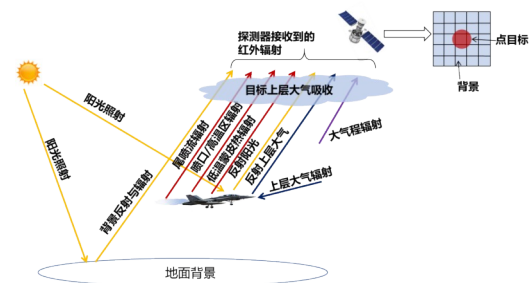 探测器接收到的
红外辐射
点目标
背景
目标上层大气吸收
阳光照射
阳光照射
背景反射与辐射
尾喷流辐射
喷口/高温区辐射
低温蒙皮热辐射
反射阳光
反射上层大气
大气程辐射
上层大气辐射
地面背景